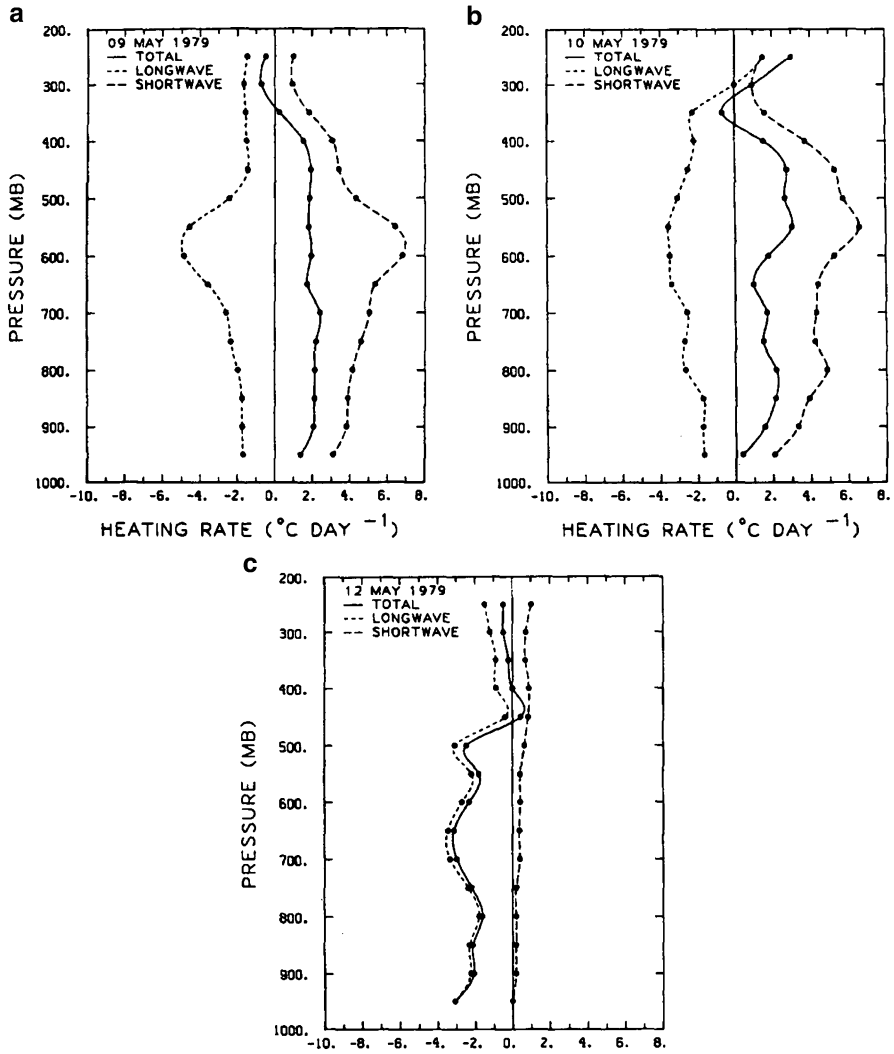 a
09 MAY 1979
TOTAL
LONGWAVE
SHORTWAVE
200.
300.
400.
500.
600.
700.
800.
900.
1000.
PRESSURE (MB)
-10. -8. -6. -4. -2. 0. 2. 4. 6. 8.
HEATING RATE (°C DAY -1)
b
10 MAY 1979
TOTAL
LONGWAVE
SHORTWAVE
200.
300.
400.
500.
600.
700.
800.
900.
1000.
PRESSURE (MB)
-10. -8. -6. -4. -2. 0. 2. 4. 6. 8.
HEATING RATE (°C DAY -1)
c
12 MAY 1979
TOTAL
LONGWAVE
SHORTWAVE
200.
300.
400.
500.
600.
700.
800.
900.
1000.
PRESSURE (MB)
-10. -8. -6. -4. -2. 0. 2. 4. 6. 8.